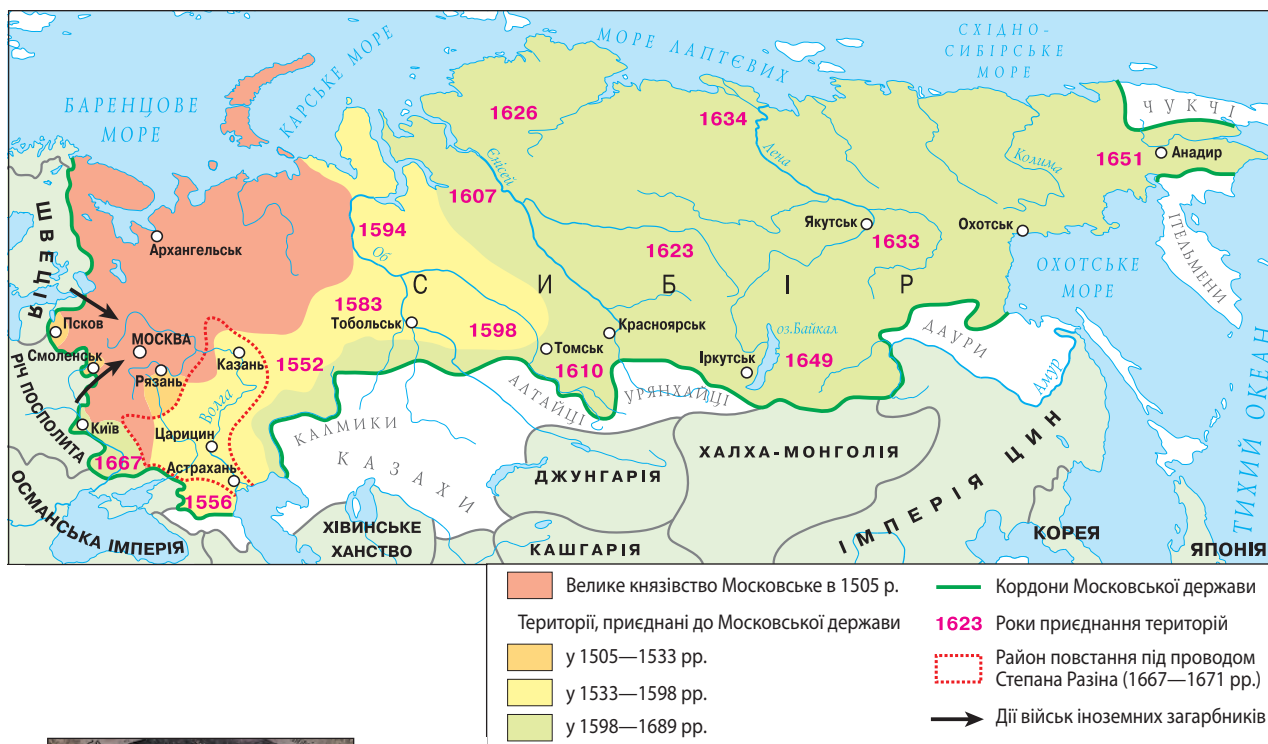 БАРЕНЦОВЕ
МОРЕ
КАРСЬКЕ МОРЕ
МОРЕ ЛАПТЄВИХ
СХІДНО-
СИБІРСЬКЕ
МОРЕ
ЧУКЧІ
1626
1634
1651
Анадир
Єнісей
Лена
Колима
1607
ШВЕЦІЯ
Архангельськ
1594
Об
1623
Якутськ
1633
Охотськ
ІТЕЛЬМЕНИ
СИБІР
ОХОТСЬКЕ
МОРЕ
1583
Тобольськ
1598
Красноярськ
оз.Байкал
Псков
МОСКВА
Смоленськ
Казань
1552
Томськ
1610
Іркутськ
1649
ДАУРИ
Амур
Рязань
РІЧ ПОСПОЛИТА
Волга
АЛТАЙЦІ
УРЯНХАЙЦІ
Київ
Царицин
КАЛМИКИ
КАЗАХИ
1667
Астрахань
ДЖУНГАРІЯ
ХАЛХА-МОНГОЛІЯ
ІМПЕРІЯ ЦИН
ТИХИЙ ОКЕАН
1556
ОСМАНСЬКА ІМПЕРІЯ
ХІВИНСЬКЕ
ХАНСТВО
КАШГАРІЯ
КОРЕЯ
ЯПОНІЯ
Велике князівство Московське в 1505 р.
Території, приєднані до Московської держави
у 1505—1533 рр.
у 1533—1598 рр.
у 1598—1689 рр.
Кордони Московської держави
1623 Роки приєднання територій
Район повстання під проводом
Степана Разіна (1667—1671 рр.)
Дії військ іноземних загарбників